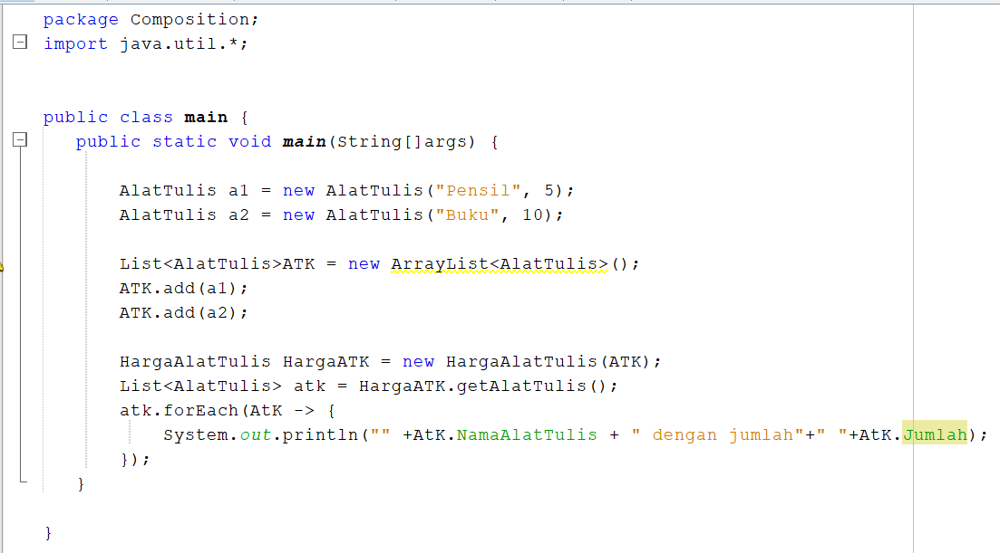 package Composition;
import java.util.*;
public class main {
public static void main(String[]args) {
AlatTulis a1 = new AlatTulis("Pensil", 5);
AlatTulis a2 = new AlatTulis("Buku", 10);
List<AlatTulis>ATK = new ArrayList<AlatTulis>();
ATK.add(a1);
ATK.add(a2);
HargaAlatTulis HargaATK = new HargaAlatTulis(ATK);
List<AlatTulis> atk = HargaATK.getAlatTulis();
atk.forEach(AtK -> {
System.out.println("" +AtK.NamaAlatTulis + " dengan jumlah"+" "+AtK.Jumlah);
});
}
}